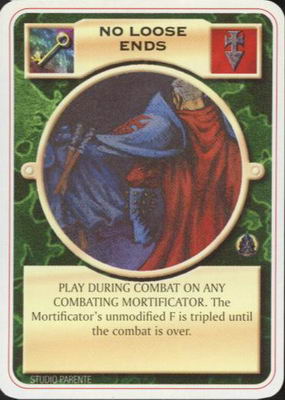 NO LOOSE
ENDS
PLAY DURING COMBAT ON ANY
COMBATING MORTIFICATOR. The
Mortificator's unmodified F is tripled until
the combat is over.
STUDIO PARENTE